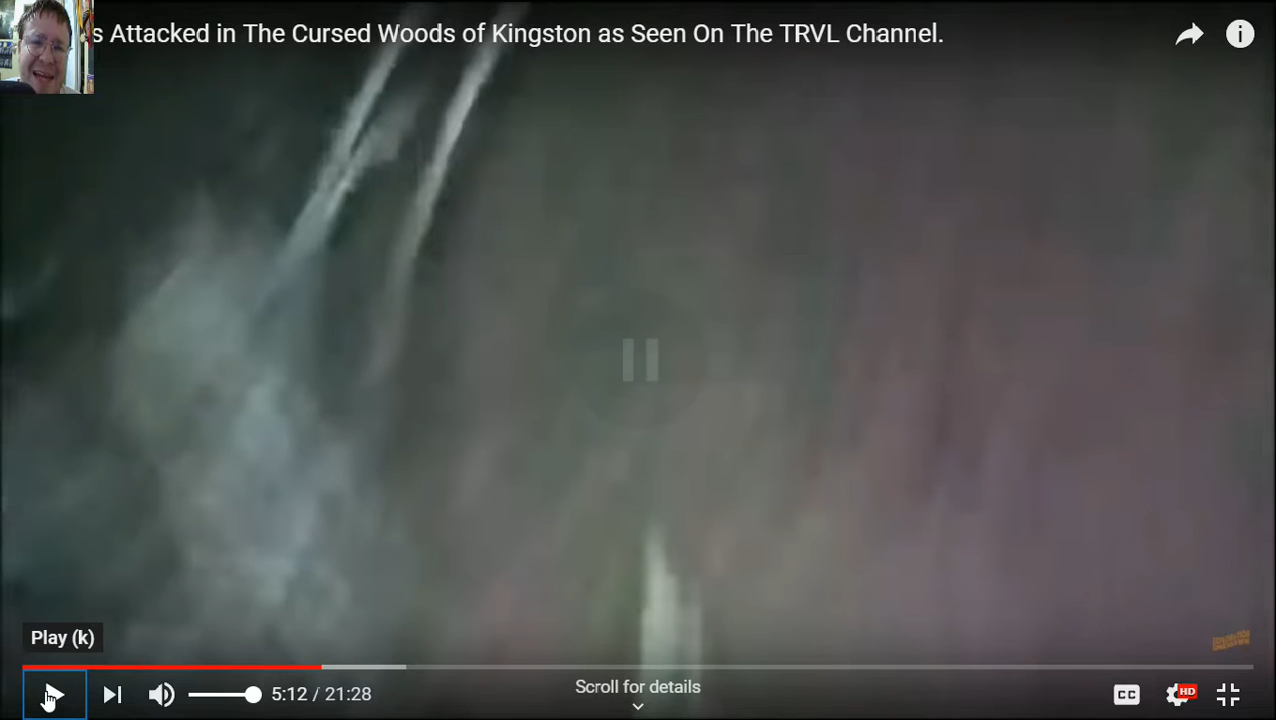 s Attacked in The Cursed Woods of Kingston as Seen On The TRVL Channel.
Play (k)
5:12 / 21:28
Scroll for details
CC
HD